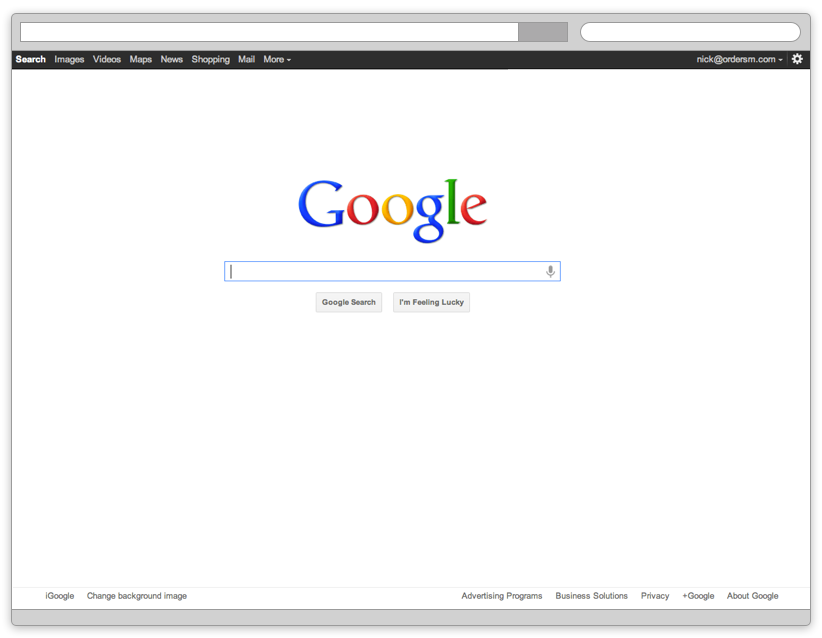 Search Images Videos Maps News Shopping Mail More nick@ordersm.com
Google
Google Search I'm Feeling Lucky
iGoogle Change background image Advertising Programs Business Solutions Privacy +Google About Google